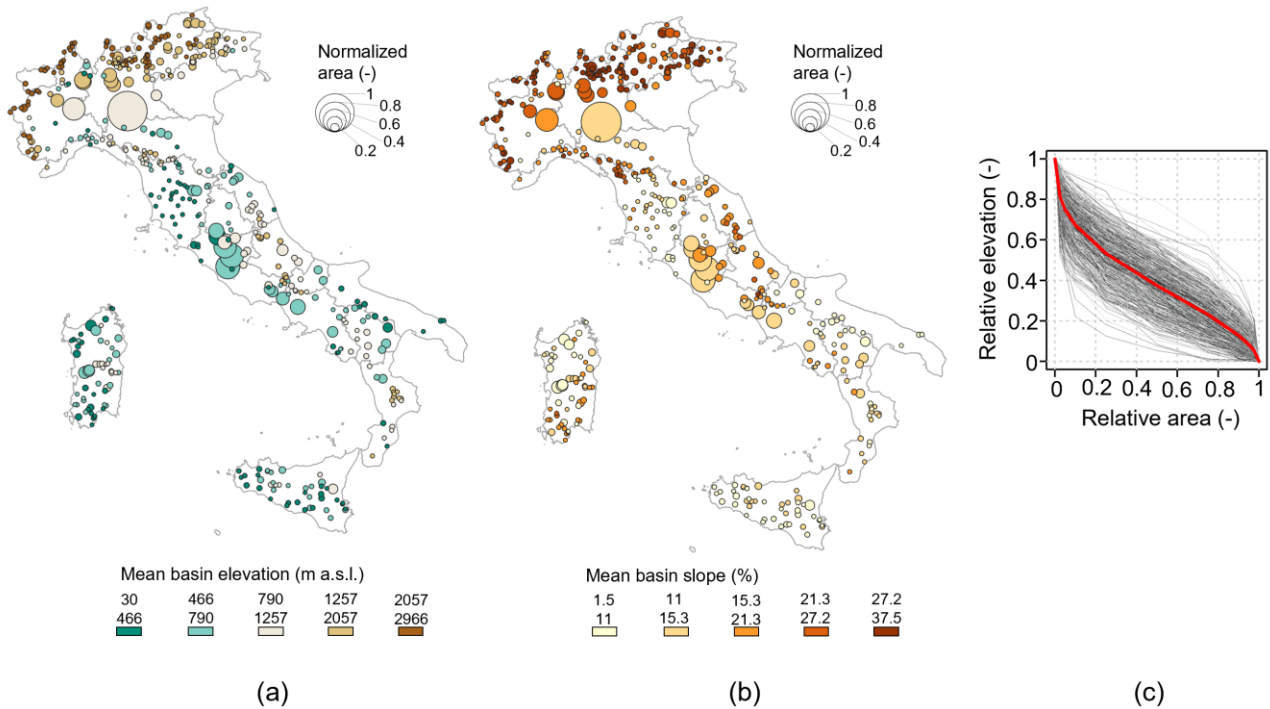 Normalized
area (-)
1
0.8
0.6
0.4
0.2
Mean basin elevation (m a.s.l.)
30 466 790 1257 2057
466 790 1257 2057 2966
(a)
Normalized
area (-)
1
0.8
0.6
0.4
0.2
Mean basin slope (%)
1.5 11 15.3 21.3 27.2
11 15.3 21.3 27.2 37.5
(b)
Relative elevation (-)
1
0.8
0.6
0.4
0.2
0
0 0.2 0.4 0.6 0.8 1
Relative area (-)
(c)